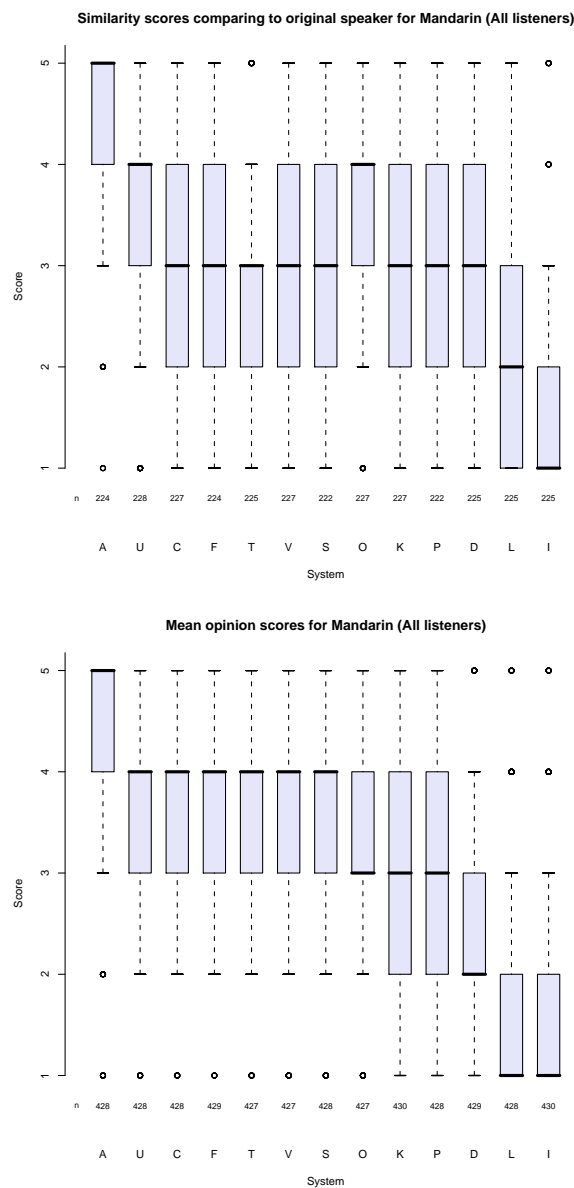 Similarity scores comparing to original speaker for Mandarin (All listeners)
5
4
3
2
1
Score
n 224 228 227 224 225 227 222 227 227 222 225 225 225
A U C F T V S O K P D L I
System
Mean opinion scores for Mandarin (All listeners)
5
4
3
2
1
Score
n 428 428 428 429 427 427 428 427 430 428 429 428 430
A U C F T V S O K P D L I
System